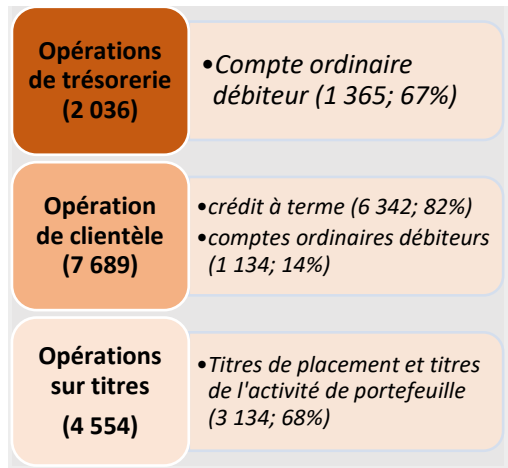 Opérations
de trésorerie
(2 036)
•Compte ordinaire
débiteur (1 365; 67%)
Opération
de clientèle
(7 689)
•crédit à terme (6 342; 82%)
•comptes ordinaires débiteurs
(1 134; 14%)
Opérations
sur titres
(4 554)
•Titres de placement et titres
de l'activité de portefeuille
(3 134; 68%)